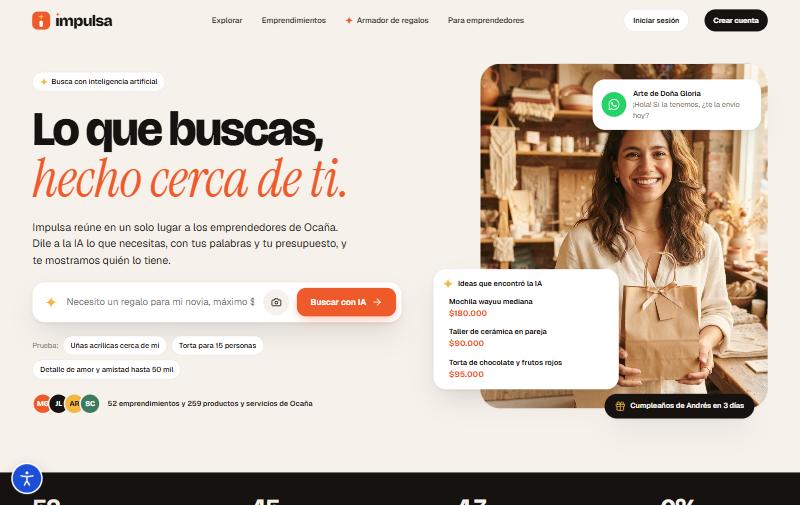 impulsa
Explorar
Emprendimientos
Armador de regalos
Para emprendedores
Iniciar sesión
Crear cuenta
Busca con inteligencia artificial
Lo que buscas,
hecho cerca de ti.
Impulsa reúne en un solo lugar a los emprendedores de Ocaña.
Dile a la IA lo que necesitas, con tus palabras y tu presupuesto, y
te mostramos quién lo tiene.
Necesito un regalo para mi novia, máximo $
Buscar con IA
Prueba:
Uñas acrílicas cerca de mí
Torta para 15 personas
Detalle de amor y amistad hasta 50 mil
MG JL AR SC
52 emprendimientos y 259 productos y servicios de Ocaña
Arte de Doña Gloria
¡Hola! Sí la tenemos, ¿te la envío
hoy?
Ideas que encontró la IA
Mochila wayuu mediana
$180.000
Taller de cerámica en pareja
$90.000
Torta de chocolate y frutos rojos
$95.000
Cumpleaños de Andrés en 3 días